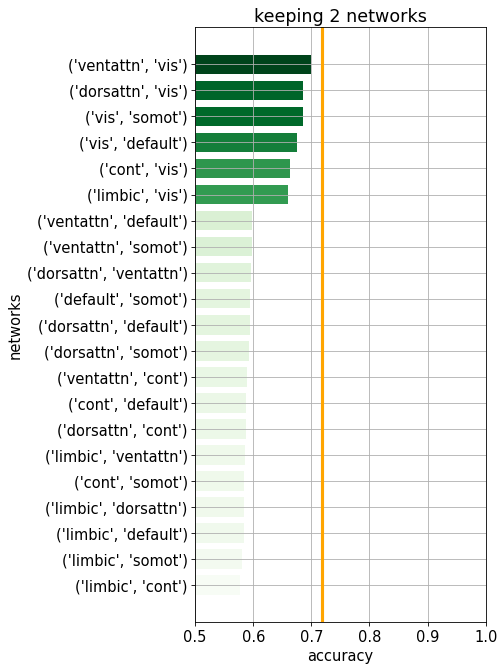 keeping 2 networks
('ventattn', 'vis')
('dorsattn', 'vis')
('vis', 'somot')
('vis', 'default')
('cont', 'vis')
('limbic', 'vis')
('ventattn', 'default')
('ventattn', 'somot')
('dorsattn', 'ventattn')
('default', 'somot')
('dorsattn', 'default')
('dorsattn', 'somot')
('ventattn', 'cont')
('cont', 'default')
('dorsattn', 'cont')
('limbic', 'ventattn')
('cont', 'somot')
('limbic', 'dorsattn')
('limbic', 'default')
('limbic', 'somot')
('limbic', 'cont')
networks
0.5 0.6 0.7 0.8 0.9 1.0
accuracy